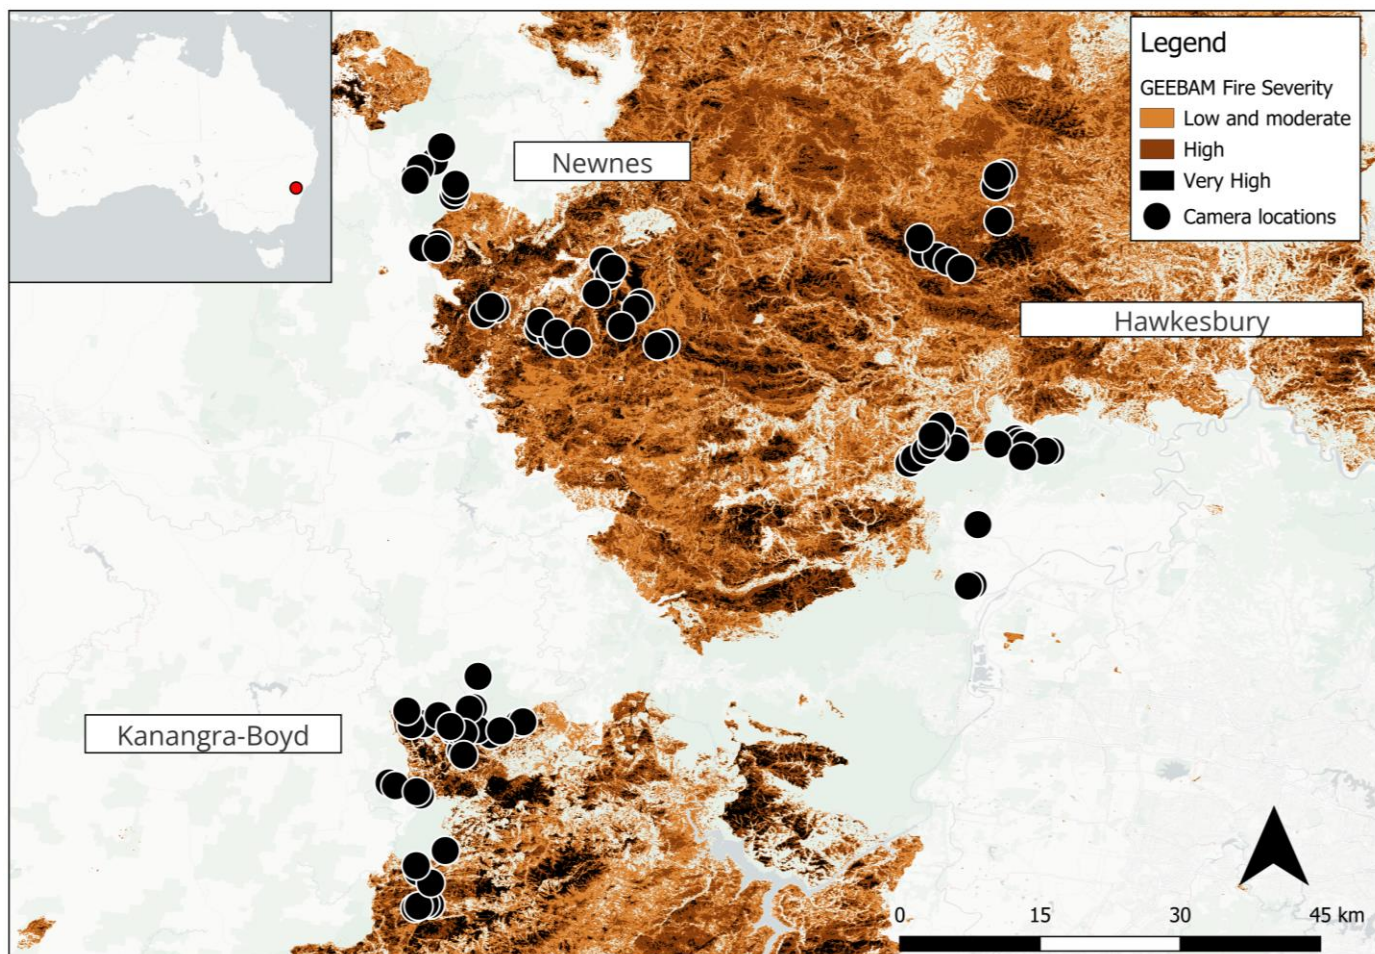 Legend
GEEBAM Fire Severity
Low and moderate
High
Very High
Camera locations
Newnes
Hawkesbury
Kanangra-Boyd
0 15 30 45 km